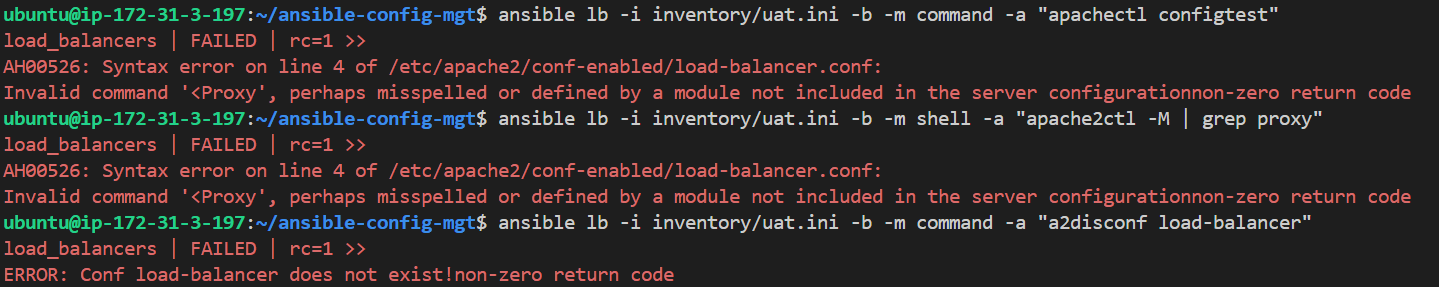 ubuntu@ip-172-31-3-197:~/ansible-config-mgt$ ansible lb -i inventory/uat.ini -b -m command -a "apachectl configtest"
load_balancers | FAILED | rc=1 >>
AH00526: Syntax error on line 4 of /etc/apache2/conf-enabled/load-balancer.conf:
Invalid command '<Proxy', perhaps misspelled or defined by a module not included in the server configurationnon-zero return code
ubuntu@ip-172-31-3-197:~/ansible-config-mgt$ ansible lb -i inventory/uat.ini -b -m shell -a "apache2ctl -M | grep proxy"
load_balancers | FAILED | rc=1 >>
AH00526: Syntax error on line 4 of /etc/apache2/conf-enabled/load-balancer.conf:
Invalid command '<Proxy', perhaps misspelled or defined by a module not included in the server configurationnon-zero return code
ubuntu@ip-172-31-3-197:~/ansible-config-mgt$ ansible lb -i inventory/uat.ini -b -m command -a "a2disconf load-balancer"
load_balancers | FAILED | rc=1 >>
ERROR: Conf load-balancer does not exist!non-zero return code